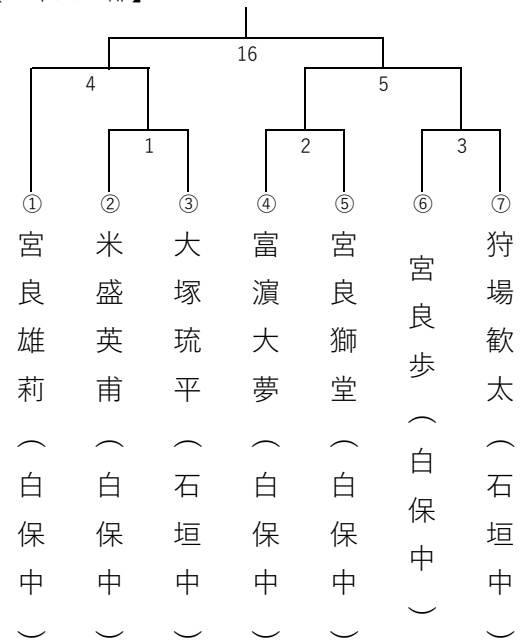 16
4
5
1
2
3
①
②
③
④
⑤
⑥
⑦
宮良雄莉（白保中）
米盛英甫（白保中）
大塚琉平（石垣中）
富濵大夢（白保中）
宮良獅堂（白保中）
宮良歩（白保中）
狩場歓太（石垣中）